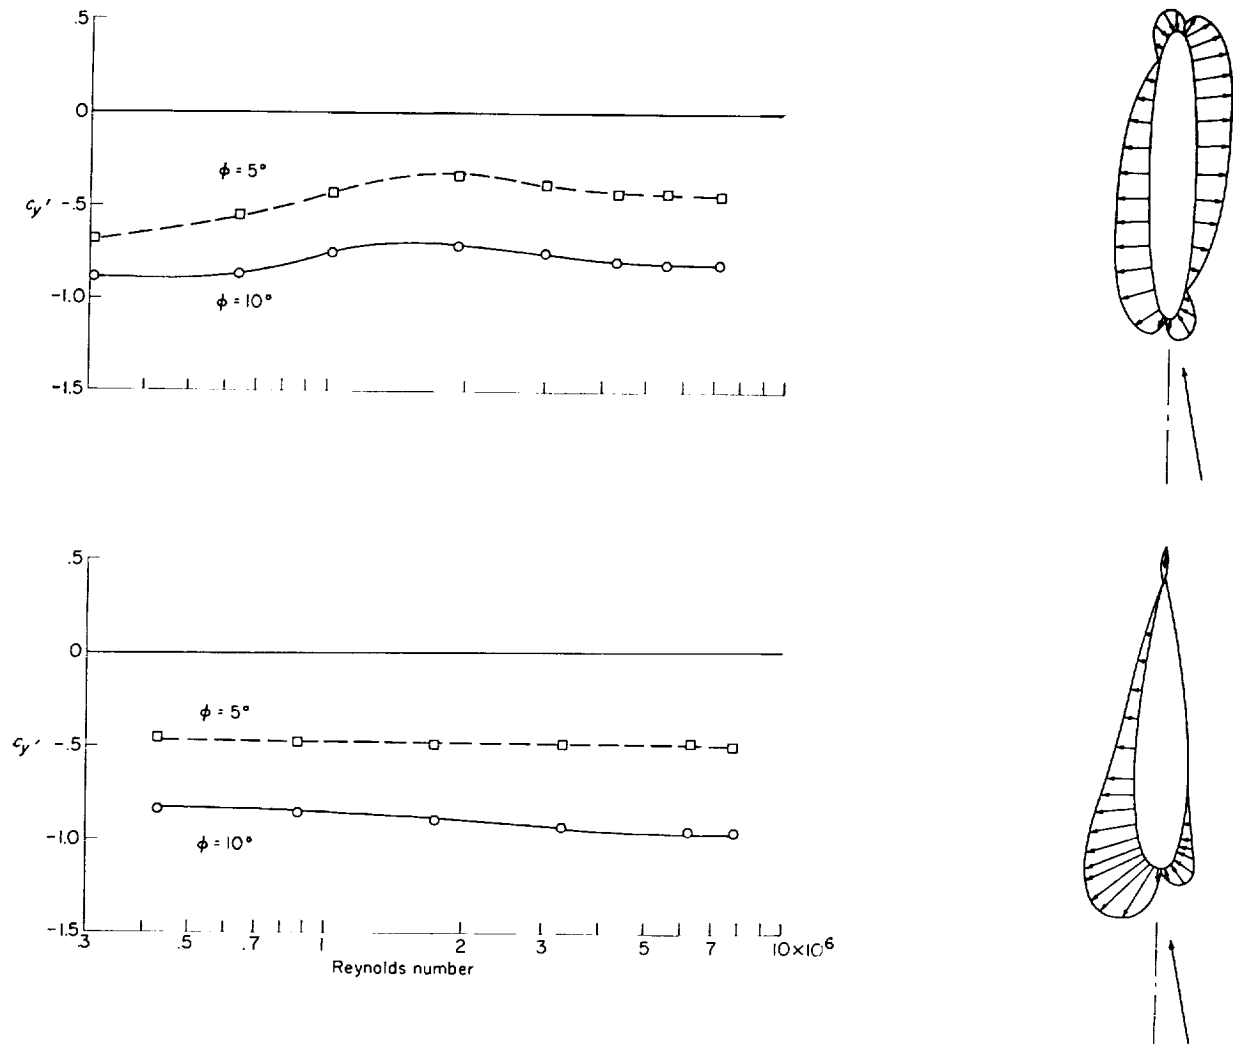 .5
0
ϕ = 5°
c_y' -.5
-1.0
ϕ = 10°
-1.5
.5
0
ϕ = 5°
c_y' -.5
-1.0
ϕ = 10°
-1.5
.3 .5 .7 1 2 3 5 7 10×10⁶
Reynolds number